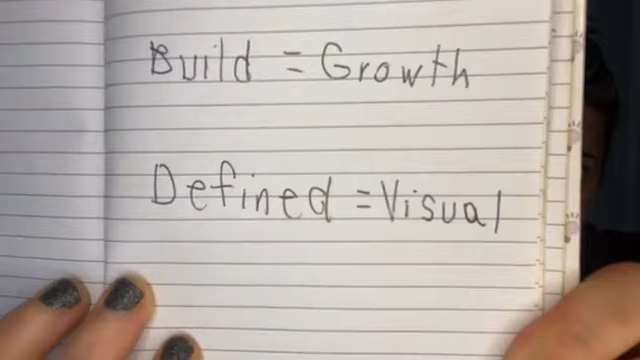 Build = Growth
Defined = Visual